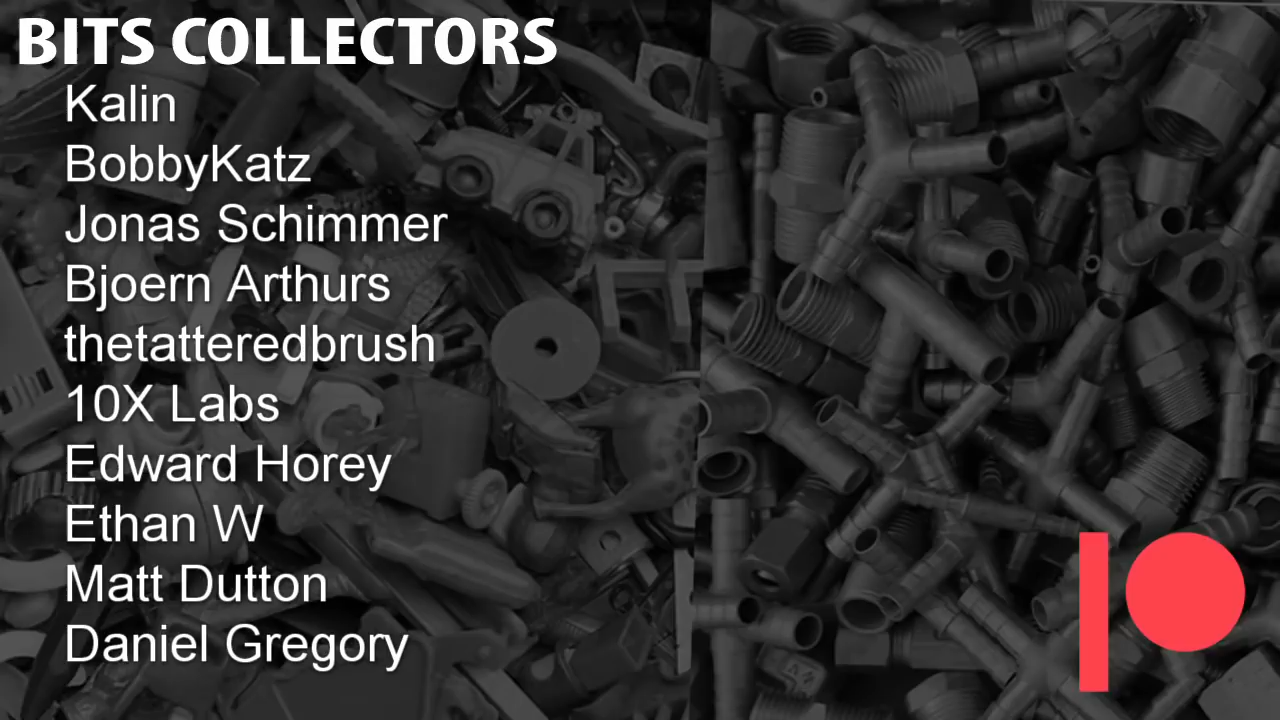 BITS COLLECTORS
Kalin
BobbyKatz
Jonas Schimmer
Bjoern Arthurs
thetatteredbrush
10X Labs
Edward Horey
Ethan W
Matt Dutton
Daniel Gregory